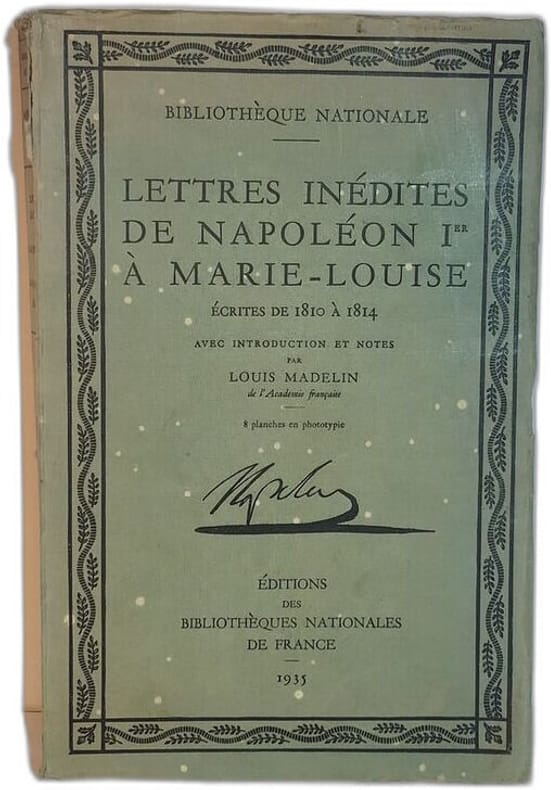 BIBLIOTHÈQUE NATIONALE
LETTRES INÉDITES
DE NAPOLÉON IER
À MARIE-LOUISE
ÉCRITES DE 1810 À 1814
AVEC INTRODUCTION ET NOTES
PAR
LOUIS MADELIN
de l'Académie française
8 planches en phototypie
ÉDITIONS
DES
BIBLIOTHÈQUES NATIONALES
DE FRANCE
1935